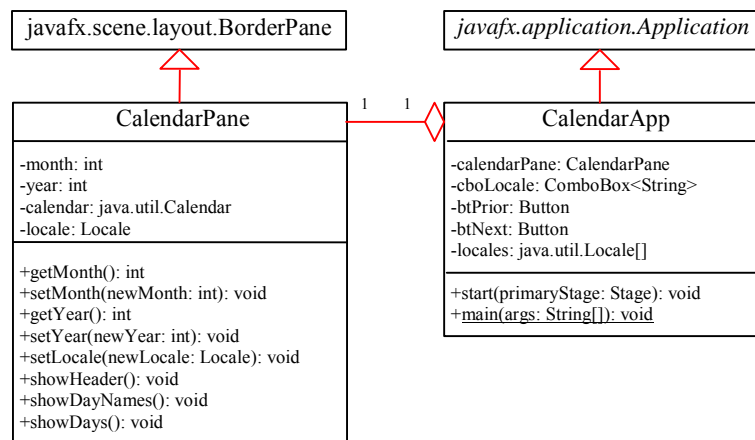 javafx.scene.layout.BorderPane
javafx.application.Application
CalendarPane
-month: int
-year: int
-calendar: java.util.Calendar
-locale: Locale
+getMonth(): int
+setMonth(newMonth: int): void
+getYear(): int
+setYear(newYear: int): void
+setLocale(newLocale: Locale): void
+showHeader(): void
+showDayNames(): void
+showDays(): void
1 1
CalendarApp
-calendarPane: CalendarPane
-cboLocale: ComboBox<String>
-btPrior: Button
-btNext: Button
-locales: java.util.Locale[]
+start(primaryStage: Stage): void
+main(args: String[]): void